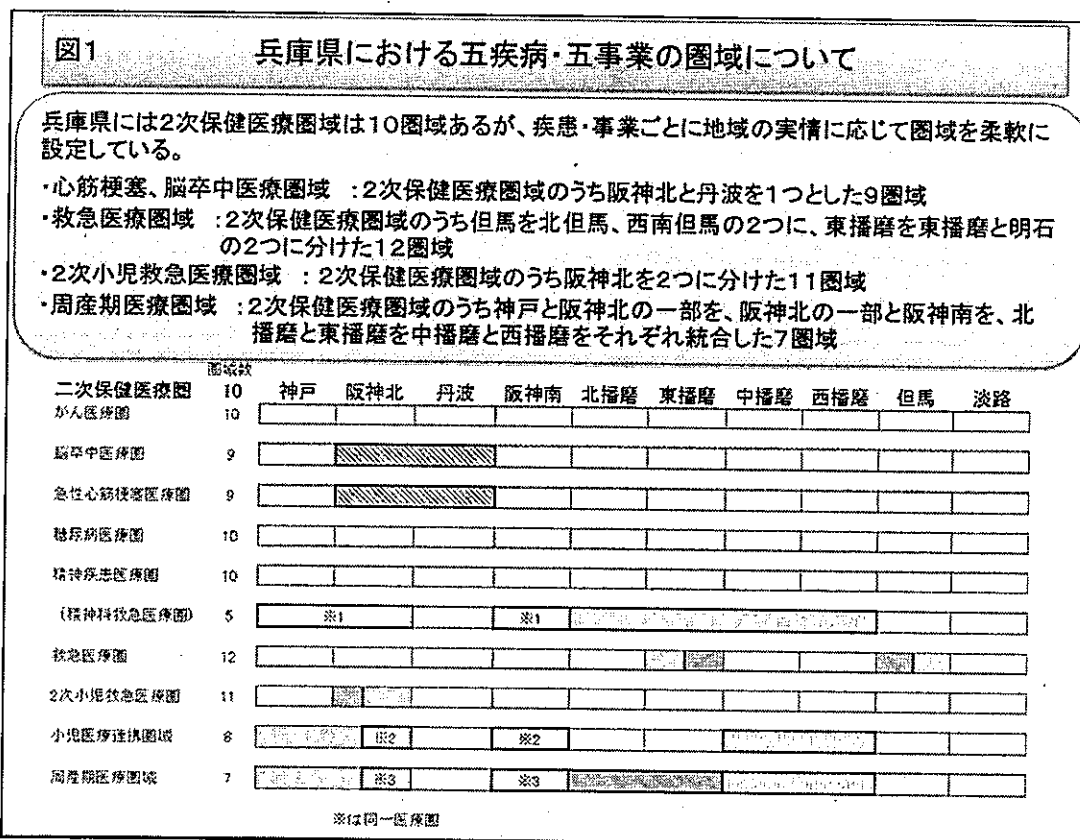 図1
兵庫県における五疾病・五事業の圏域について
兵庫県には2次保健医療圏域は10圏域あるが、疾患・事業ごとに地域の実情に応じて圏域を柔軟に
設定している。
・心筋梗塞、脳卒中医療圏域 :2次保健医療圏域のうち阪神北と丹波を1つとした9圏域
・救急医療圏域 :2次保健医療圏域のうち但馬を北但馬、西南但馬の2つに、東播磨を東播磨と明石
の2つに分けた12圏域
・2次小児救急医療圏域 :2次保健医療圏域のうち阪神北を2つに分けた11圏域
・周産期医療圏域 :2次保健医療圏域のうち神戸と阪神北の一部を、阪神北の一部と阪神南を、北
播磨と東播磨を中播磨と西播磨をそれぞれ統合した7圏域
圏域数
二次保健医療圏 10 神戸 阪神北 丹波 阪神南 北播磨 東播磨 中播磨 西播磨 但馬 淡路
がん医療圏 10
脳卒中医療圏 9
急性心筋梗塞医療圏 9
糖尿病医療圏 10
精神疾患医療圏 10
(精神科救急医療圏) 5 ※1 ※1
救急医療圏 12
2次小児救急医療圏 11
小児医療連携圏域 8 ※2 ※2
周産期医療圏域 7 ※3 ※3
※は同一医療圏